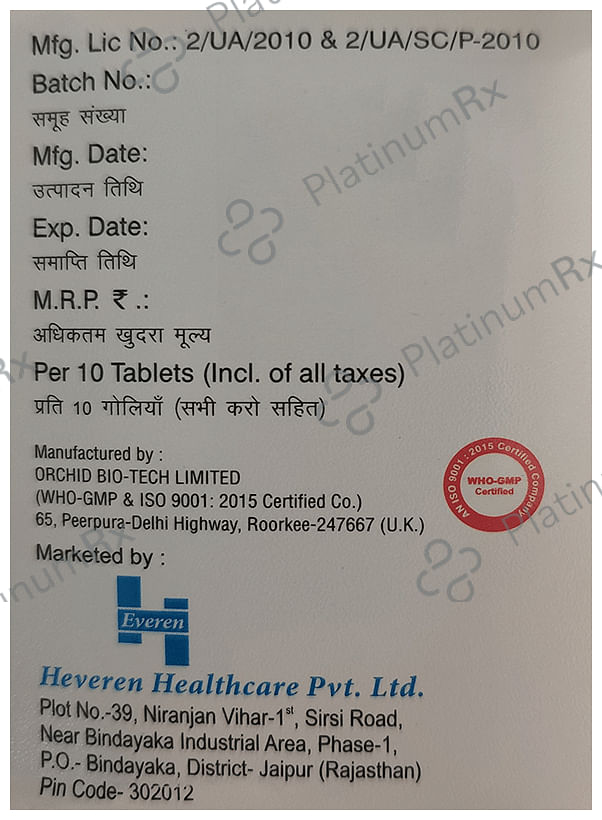 Mfg. Lic No.: 2/UA/2010 & 2/UA/SC/P-2010
Batch No.:
समूह संख्या
Mfg. Date:
उत्पादन तिथि
Exp. Date:
समाप्ति तिथि
M.R.P. ₹ .:
अधिकतम खुदरा मूल्य
Per 10 Tablets (Incl. of all taxes)
प्रति 10 गोलियाँ (सभी करो सहित)
Manufactured by :
ORCHID BIO-TECH LIMITED
(WHO-GMP & ISO 9001: 2015 Certified Co.)
65, Peerpura-Delhi Highway, Roorkee-247667 (U.K.)
AN ISO 9001 : 2015 Certified Company
WHO-GMP
Certified
Marketed by :
Everen
Heveren Healthcare Pvt. Ltd.
Plot No.-39, Niranjan Vihar-1st, Sirsi Road,
Near Bindayaka Industrial Area, Phase-1,
P.O.- Bindayaka, District- Jaipur (Rajasthan)
Pin Code- 302012
PlatinumRx
PlatinumRx
PlatinumRx